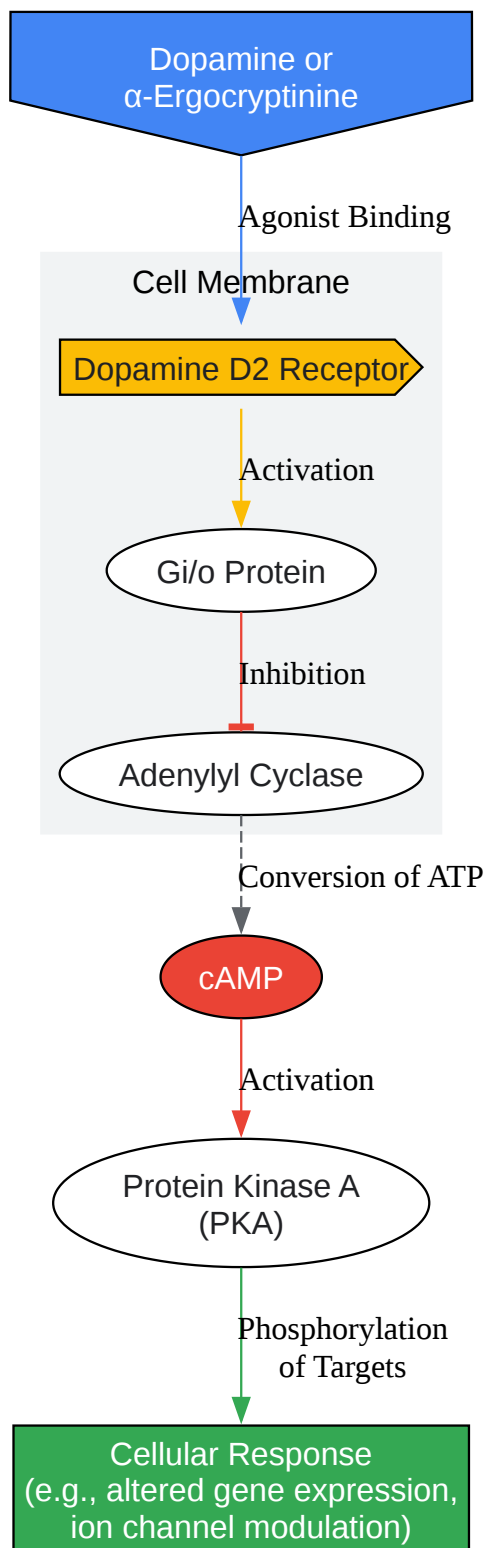 Dopamine or
α-Ergocryptinine
Agonist Binding
Cell Membrane
Dopamine D2 Receptor
Activation
Gi/o Protein
Inhibition
Adenylyl Cyclase
Conversion of ATP
cAMP
Activation
Protein Kinase A
(PKA)
Phosphorylation
of Targets
Cellular Response
(e.g., altered gene expression,
ion channel modulation)